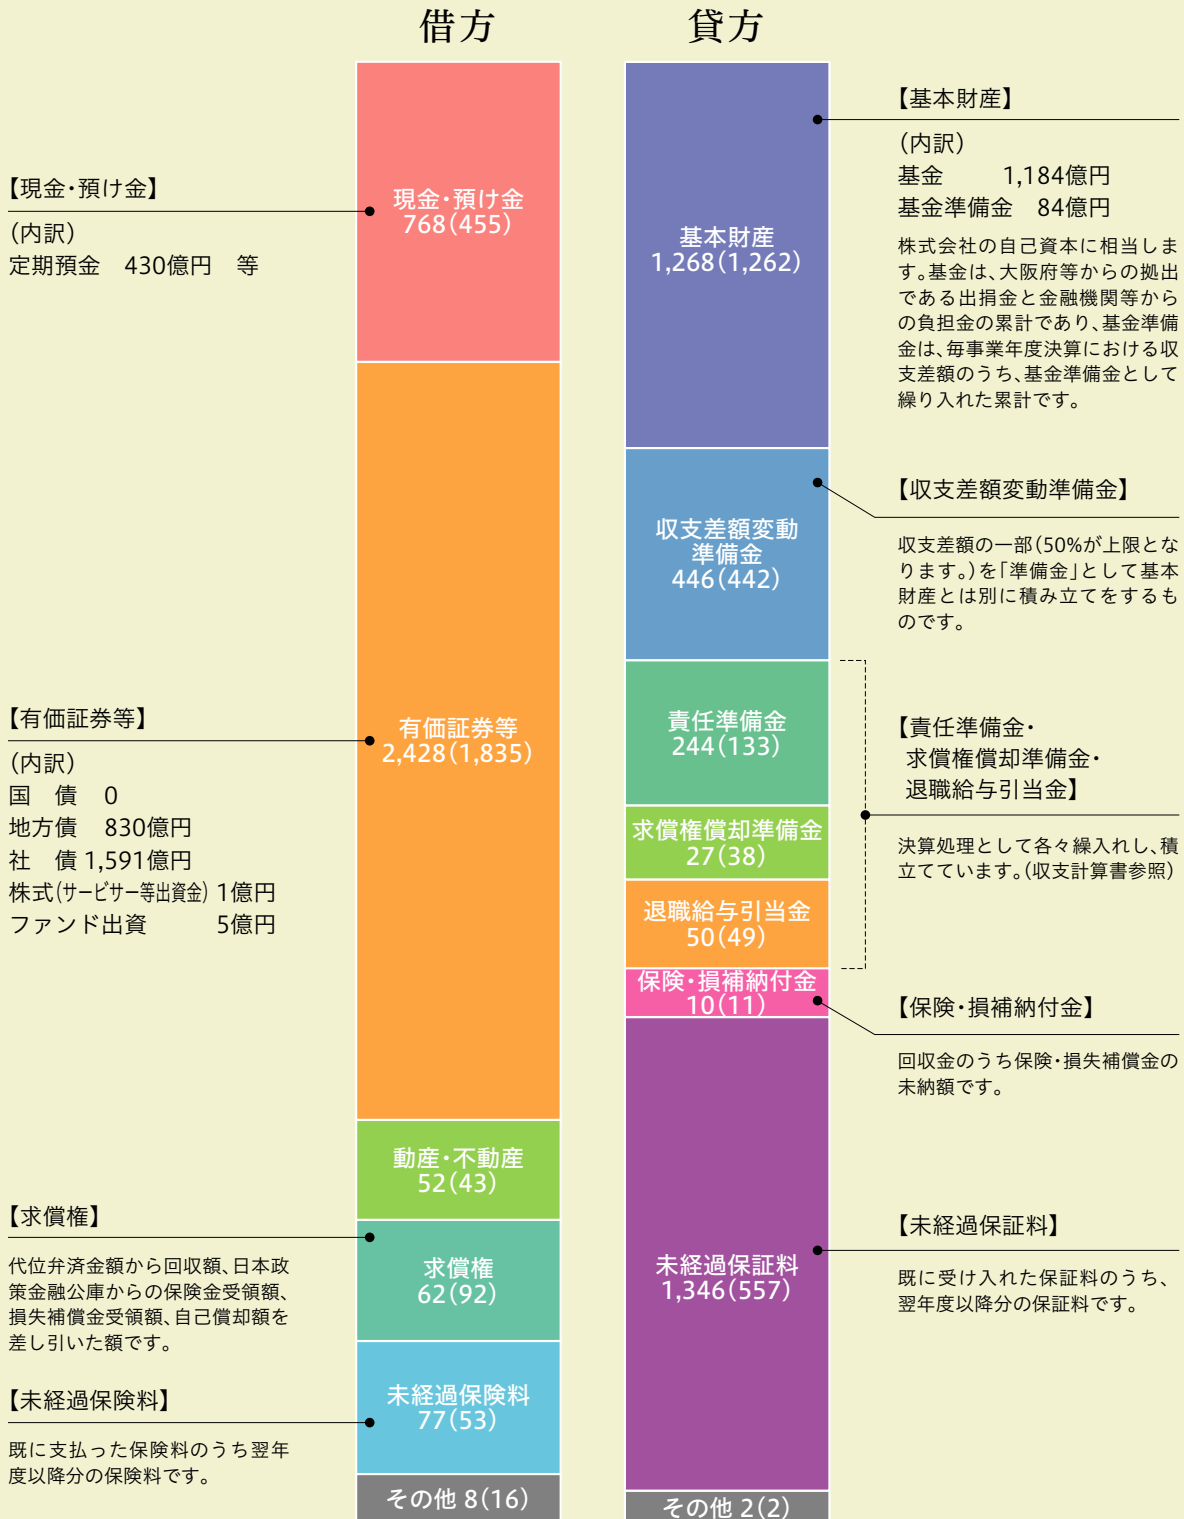 借方
貸方
【現金・預け金】
(内訳)
定期預金　430億円　等
【有価証券等】
(内訳)
国　債　0
地方債　830億円
社　債 1,591億円
株式(サービサー等出資金) 1億円
ファンド出資　5億円
【求償権】
代位弁済金額から回収額、日本政
策金融公庫からの保険金受領額、
損失補償金受領額、自己償却額を
差し引いた額です。
【未経過保険料】
既に支払った保険料のうち翌年
度以降分の保険料です。
現金・預け金
768(455)
有価証券等
2,428(1,835)
動産・不動産
52(43)
求償権
62(92)
未経過保険料
77(53)
その他 8(16)
基本財産
1,268(1,262)
収支差額変動
準備金
446(442)
責任準備金
244(133)
求償権償却準備金
27(38)
退職給与引当金
50(49)
保険・損補納付金
10(11)
未経過保証料
1,346(557)
その他 2(2)
【基本財産】
(内訳)
基金　1,184億円
基金準備金　84億円
株式会社の自己資本に相当しま
す。基金は、大阪府等からの拠出
である出捐金と金融機関等から
の負担金の累計であり、基金準備
金は、毎事業年度決算における収
支差額のうち、基金準備金として
繰り入れた累計です。
【収支差額変動準備金】
収支差額の一部(50%が上限とな
ります。)を「準備金」として基本
財産とは別に積み立てをするも
のです。
【責任準備金・
求償権償却準備金・
退職給与引当金】
決算処理として各々繰入れし、積
立てています。(収支計算書参照)
【保険・損補納付金】
回収金のうち保険・損失補償金の
未納額です。
【未経過保証料】
既に受け入れた保証料のうち、
翌年度以降分の保証料です。